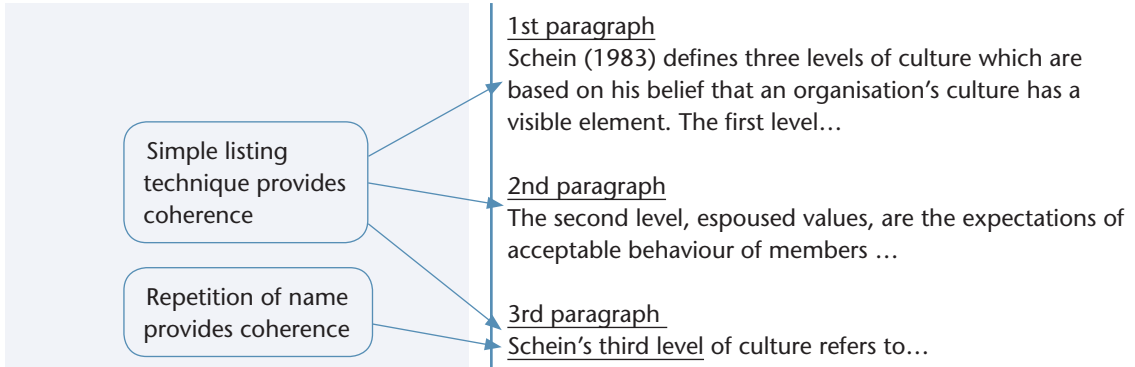 Simple listing
technique provides
coherence
Repetition of name
provides coherence
1st paragraph
Schein (1983) defines three levels of culture which are
based on his belief that an organisation’s culture has a
visible element. The first level…
2nd paragraph
The second level, espoused values, are the expectations of
acceptable behaviour of members …
3rd paragraph
Schein’s third level of culture refers to…